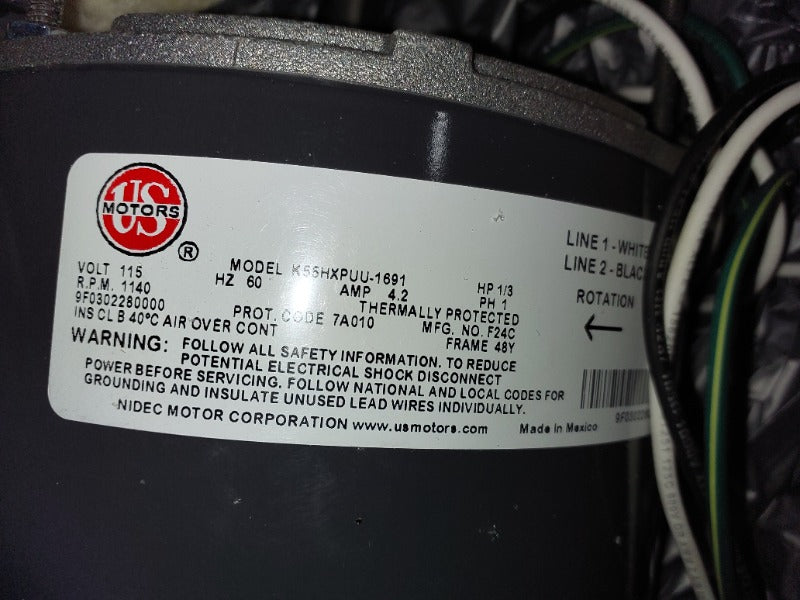 US
MOTORS
®
LINE 1 - WHITE
LINE 2 - BLAC
MODEL K55HXPUU-1691
VOLT 115 HZ 60 AMP 4.2 HP 1/3
R.P.M. 1140 THERMALLY PROTECTED PH 1
9F0302280000 PROT. CODE 7A010 MFG. NO. F24C
INS CL B 40°C AIR OVER CONT FRAME 48Y
ROTATION
←
WARNING: FOLLOW ALL SAFETY INFORMATION. TO REDUCE
POTENTIAL ELECTRICAL SHOCK DISCONNECT
POWER BEFORE SERVICING. FOLLOW NATIONAL AND LOCAL CODES FOR
GROUNDING AND INSULATE UNUSED LEAD WIRES INDIVIDUALLY.
NIDEC MOTOR CORPORATION www.usmotors.com Made in Mexico
9F03022